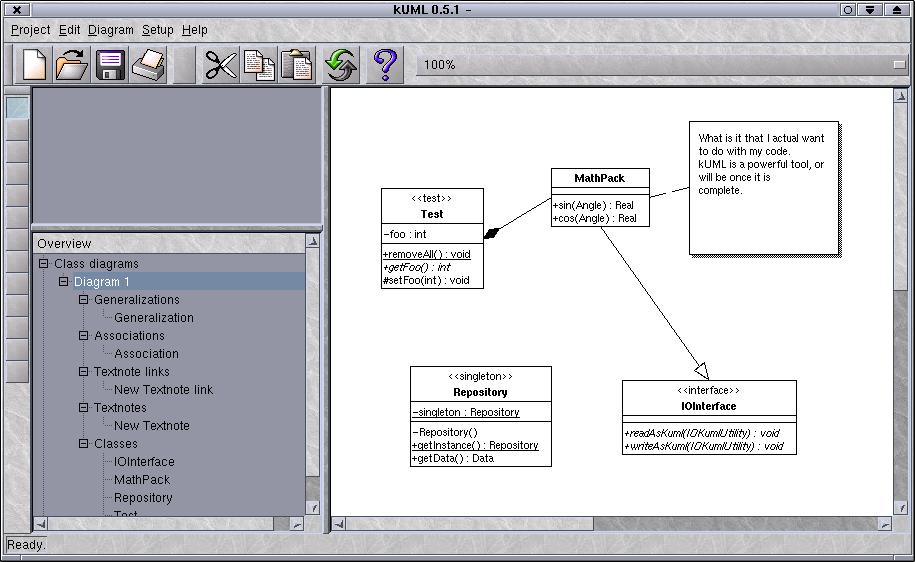 kUML 0.5.1 -
Project Edit Diagram Setup Help
100%
Overview
Class diagrams
Diagram 1
Generalizations
Generalization
Associations
Association
Textnote links
New Textnote link
Textnotes
New Textnote
Classes
IOInterface
MathPack
Repository
Test
<<test>>
Test
-foo : int
+removeAll() : void
+getFoo() : int
#setFoo(int) : void
MathPack
+sin(Angle) : Real
+cos(Angle) : Real
What is it that I actual want
to do with my code.
kUML is a powerful tool, or
will be once it is
complete.
<<singleton>>
Repository
-singleton : Repository
-Repository()
+getInstance() : Repository
+getData() : Data
<<interface>>
IOInterface
+readAsKuml(IOKumlUtility) : void
+writeAsKuml(IOKumlUtility) : void
Ready.